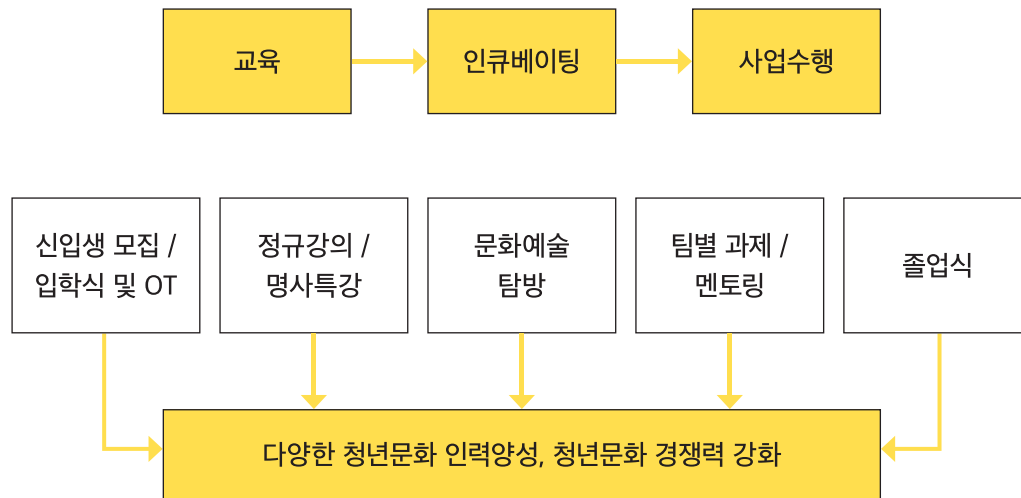 교육
인큐베이팅
사업수행
신입생 모집 /
입학식 및 OT
정규강의 /
명사특강
문화예술
탐방
팀별 과제 /
멘토링
졸업식
다양한 청년문화 인력양성, 청년문화 경쟁력 강화